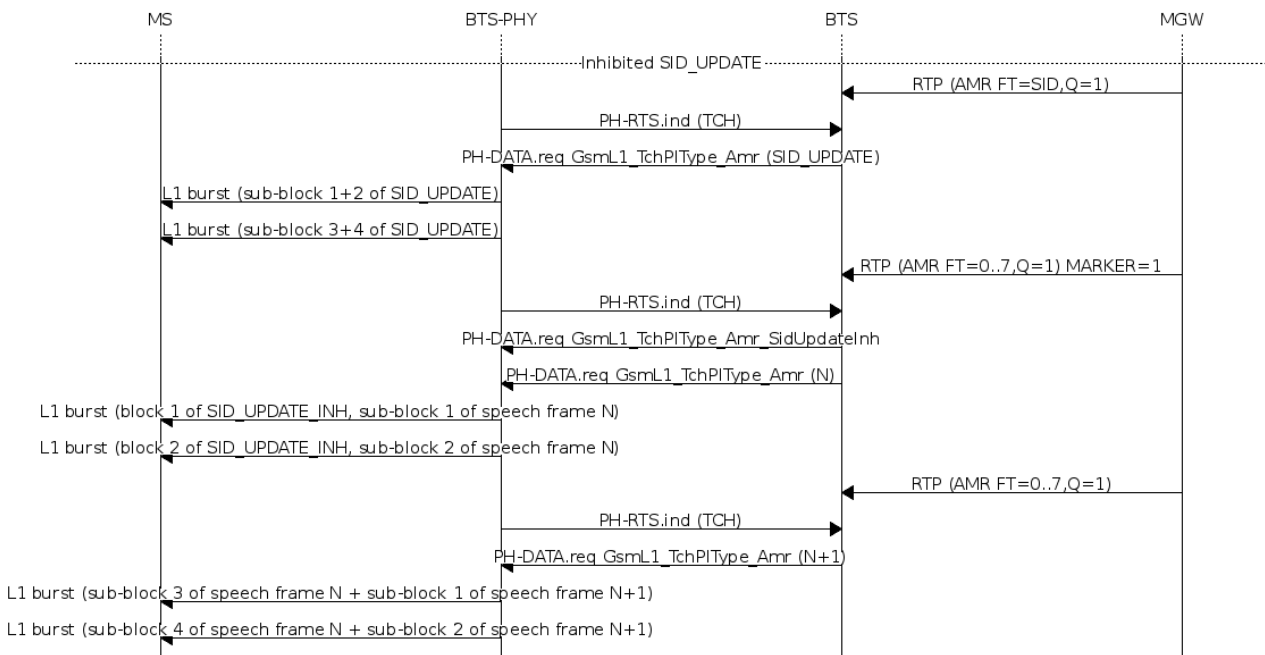 MS BTS-PHY BTS MGW
Inhibited SID_UPDATE
RTP (AMR FT=SID,Q=1)
PH-RTS.ind (TCH)
PH-DATA.req GsmL1_TchPlType_Amr (SID_UPDATE)
L1 burst (sub-block 1+2 of SID_UPDATE)
L1 burst (sub-block 3+4 of SID_UPDATE)
RTP (AMR FT=0..7,Q=1) MARKER=1
PH-RTS.ind (TCH)
PH-DATA.req GsmL1_TchPlType_Amr_SidUpdateInh
PH-DATA.req GsmL1_TchPlType_Amr (N)
L1 burst (block 1 of SID_UPDATE_INH, sub-block 1 of speech frame N)
L1 burst (block 2 of SID_UPDATE_INH, sub-block 2 of speech frame N)
RTP (AMR FT=0..7,Q=1)
PH-RTS.ind (TCH)
PH-DATA.req GsmL1_TchPlType_Amr (N+1)
L1 burst (sub-block 3 of speech frame N + sub-block 1 of speech frame N+1)
L1 burst (sub-block 4 of speech frame N + sub-block 2 of speech frame N+1)